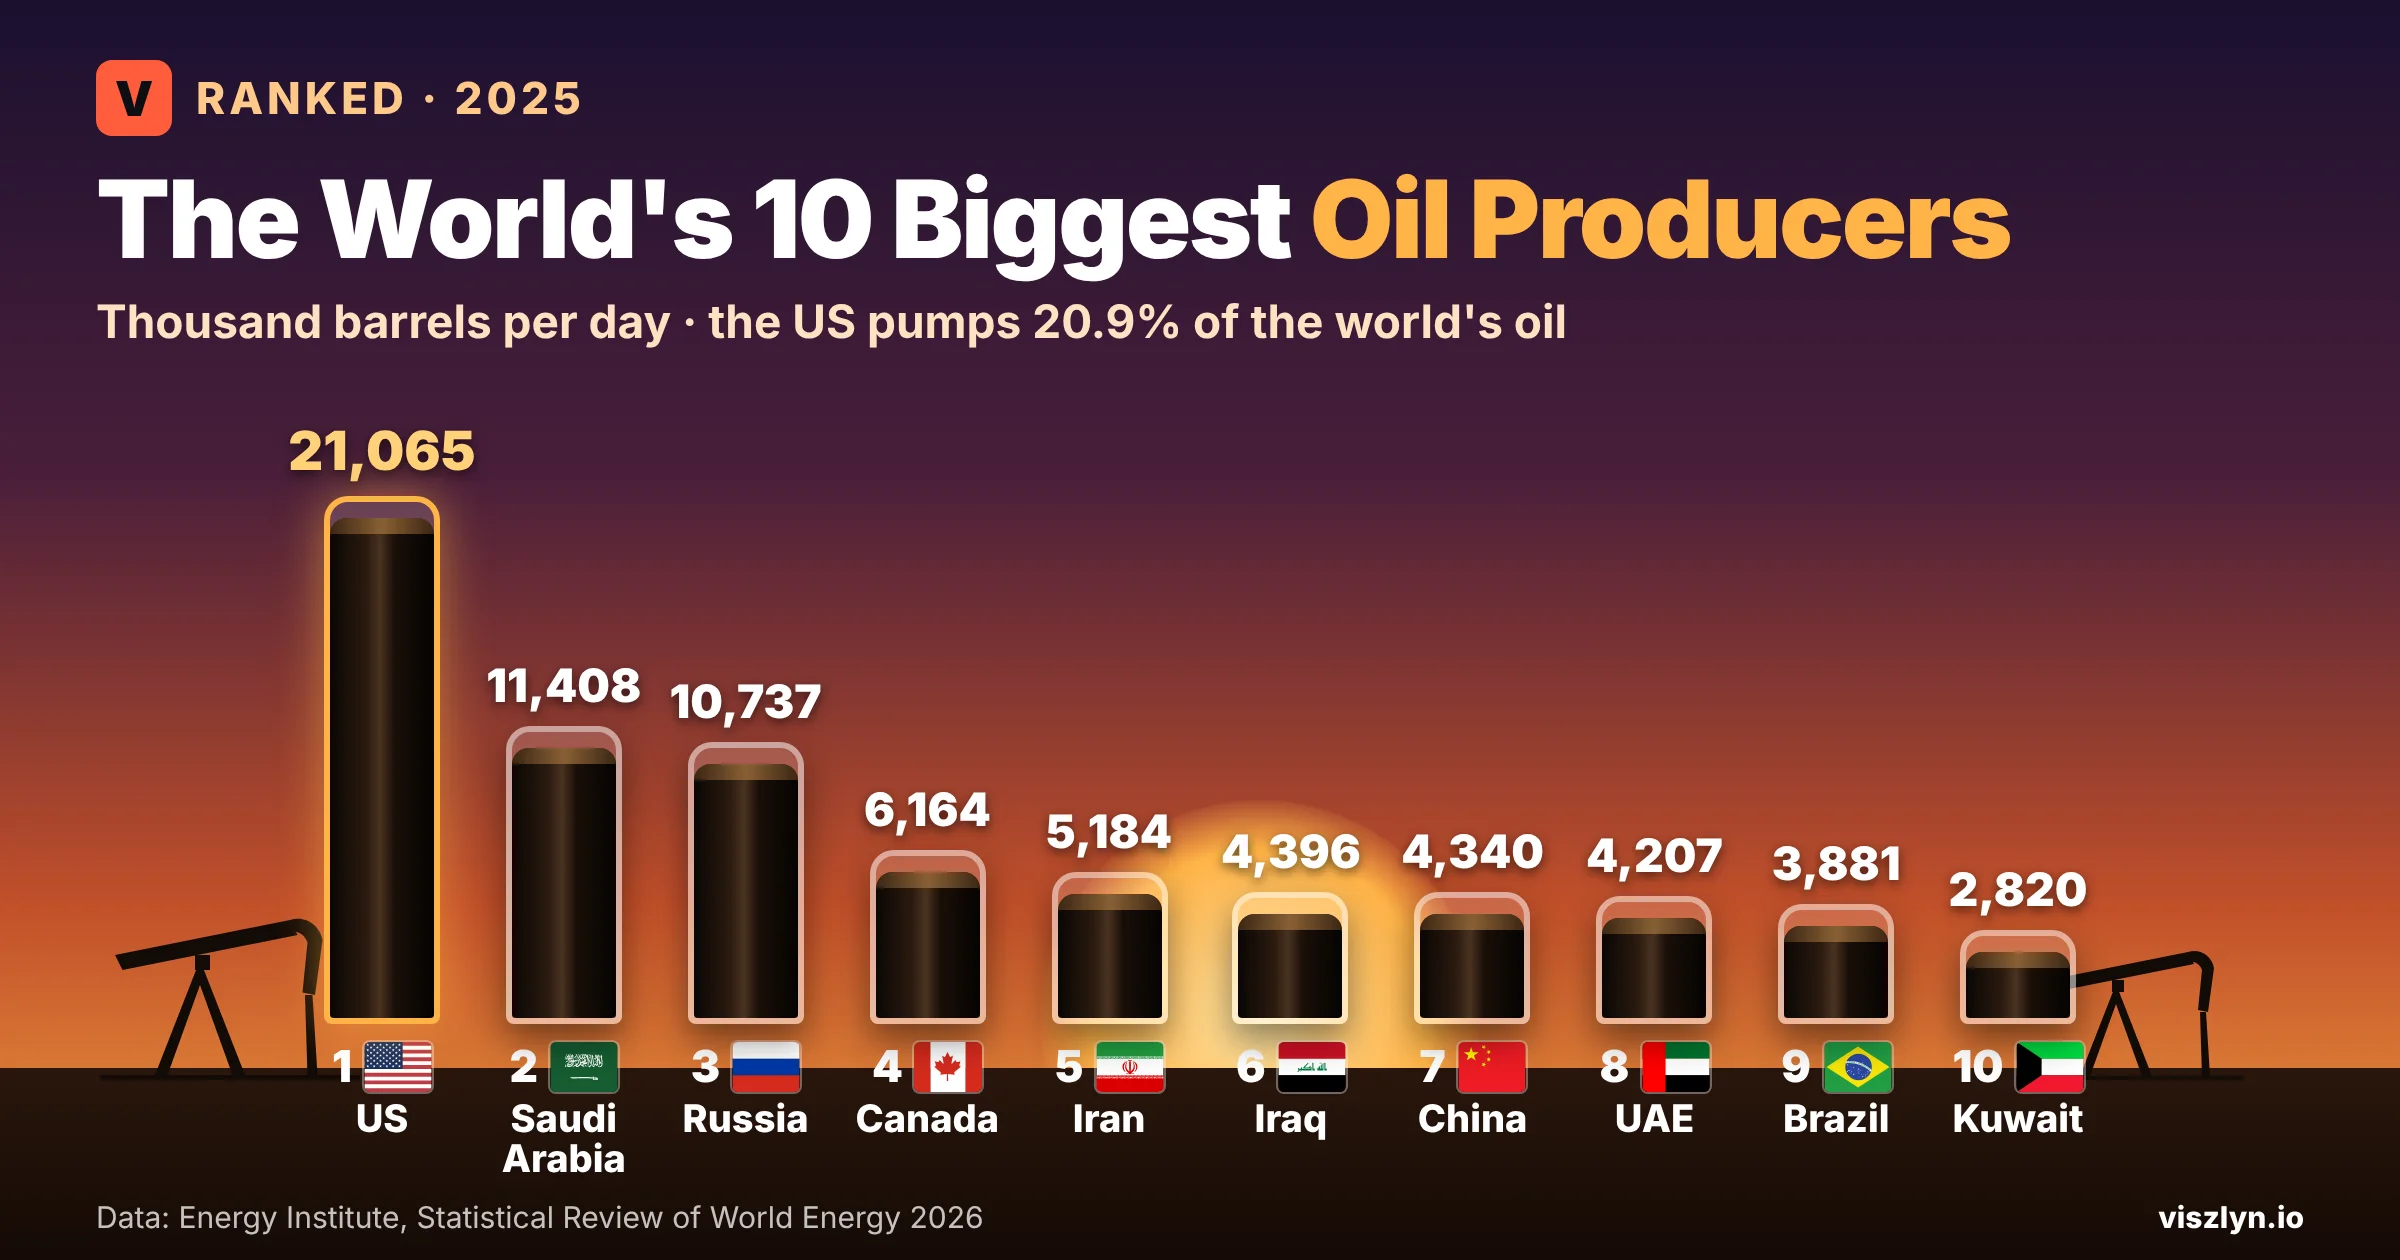 V RANKED · 2025
The World's 10 Biggest Oil Producers
Thousand barrels per day · the US pumps 20.9% of the world's oil
21,065
11,408
10,737
6,164
5,184
4,396
4,340
4,207
3,881
2,820
1
US
2
Saudi
Arabia
3
Russia
4
Canada
5
Iran
6
Iraq
7
China
8
UAE
9
Brazil
10
Kuwait
Data: Energy Institute, Statistical Review of World Energy 2026
viszlyn.io